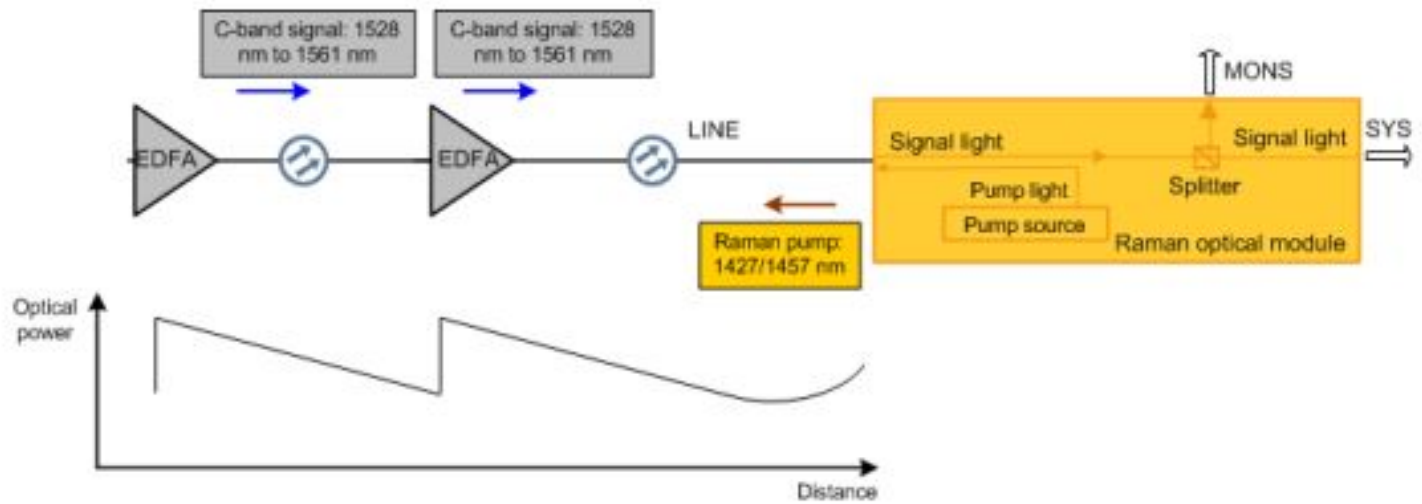 C-band signal: 1528
nm to 1561 nm
C-band signal: 1528
nm to 1561 nm
MONS
EDFA
EDFA
LINE
Signal light
Signal light
SYS
Pump light
Splitter
Pump source
Raman optical module
Raman pump:
1427/1457 nm
Optical
power
Distance